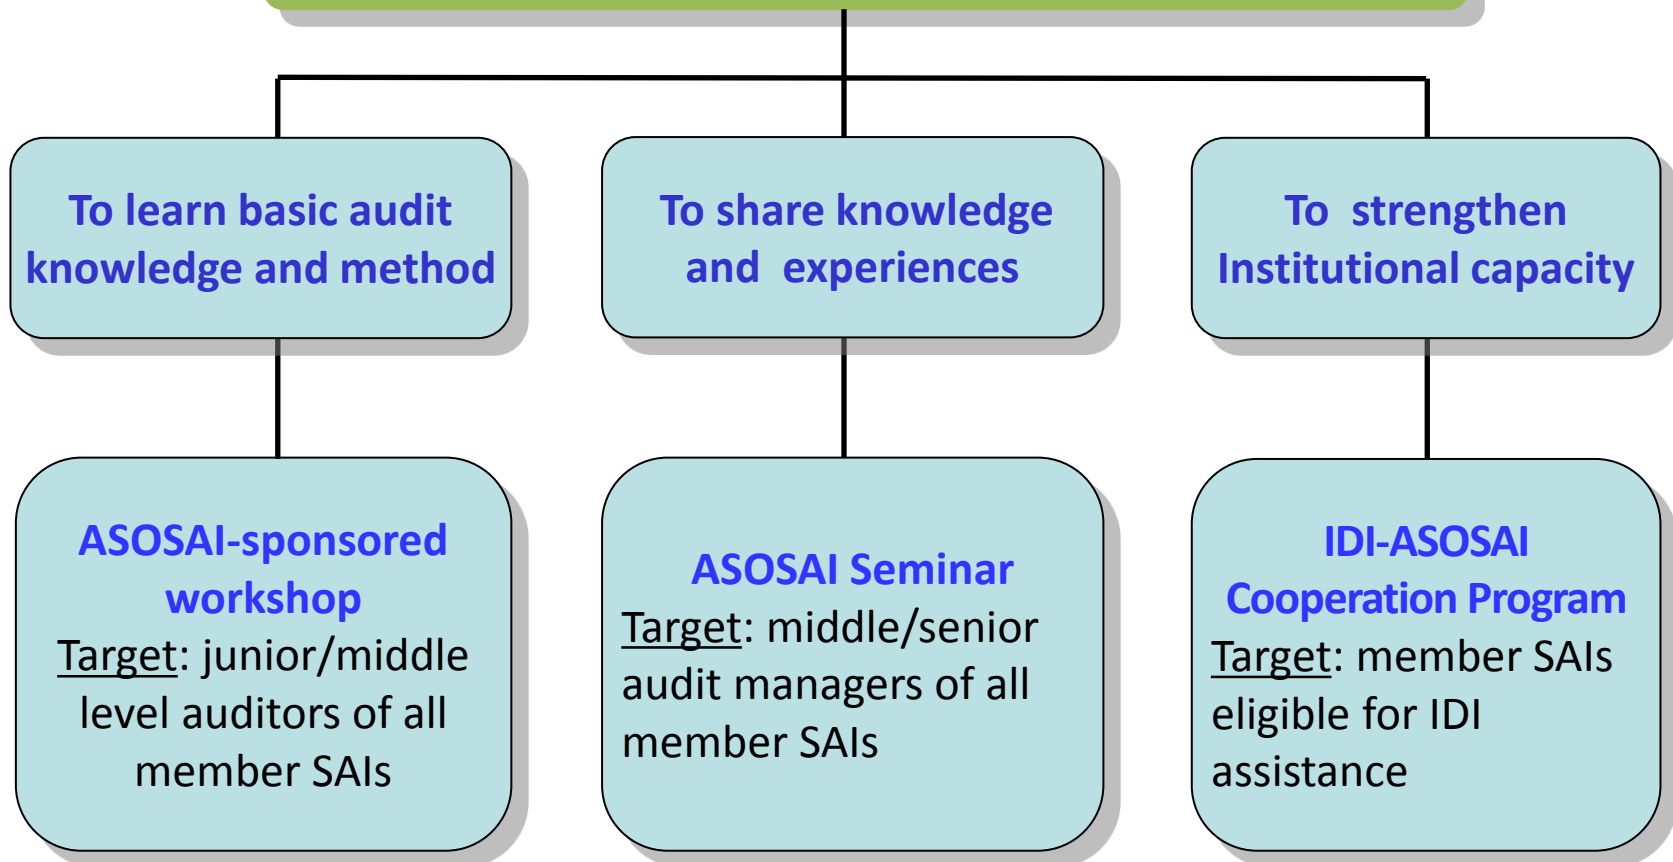 To learn basic audit
knowledge and method
To share knowledge
and experiences
To strengthen
Institutional capacity
ASOSAI-sponsored
workshop
Target: junior/middle
level auditors of all
member SAIs
ASOSAI Seminar
Target: middle/senior
audit managers of all
member SAIs
IDI-ASOSAI
Cooperation Program
Target: member SAIs
eligible for IDI
assistance